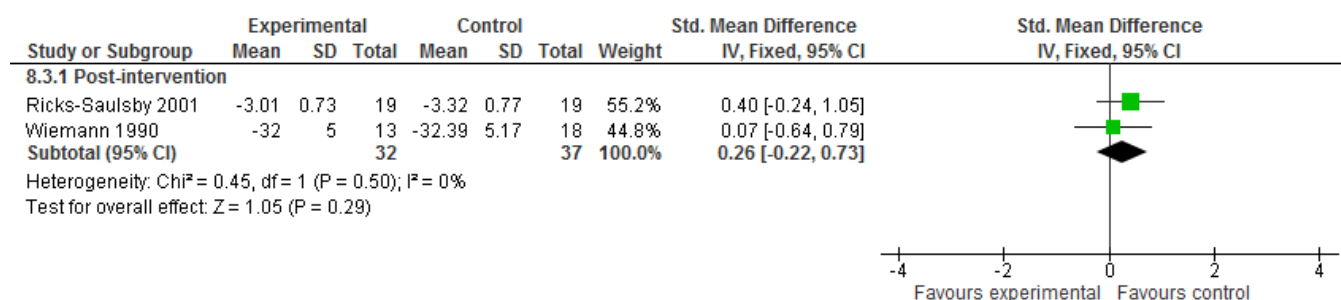 Experimental Control Std. Mean Difference Std. Mean Difference
Study or Subgroup Mean SD Total Mean SD Total Weight IV, Fixed, 95% CI IV, Fixed, 95% CI
8.3.1 Post-intervention
Ricks-Saulsby 2001 -3.01 0.73 19 -3.32 0.77 19 55.2% 0.40 [-0.24, 1.05]
Wiemann 1990 -32 5 13 -32.39 5.17 18 44.8% 0.07 [-0.64, 0.79]
Subtotal (95% CI) 32 37 100.0% 0.26 [-0.22, 0.73]
Heterogeneity: Chi² = 0.45, df = 1 (P = 0.50); I² = 0%
Test for overall effect: Z = 1.05 (P = 0.29)
-4 -2 0 2 4
Favours experimental Favours control